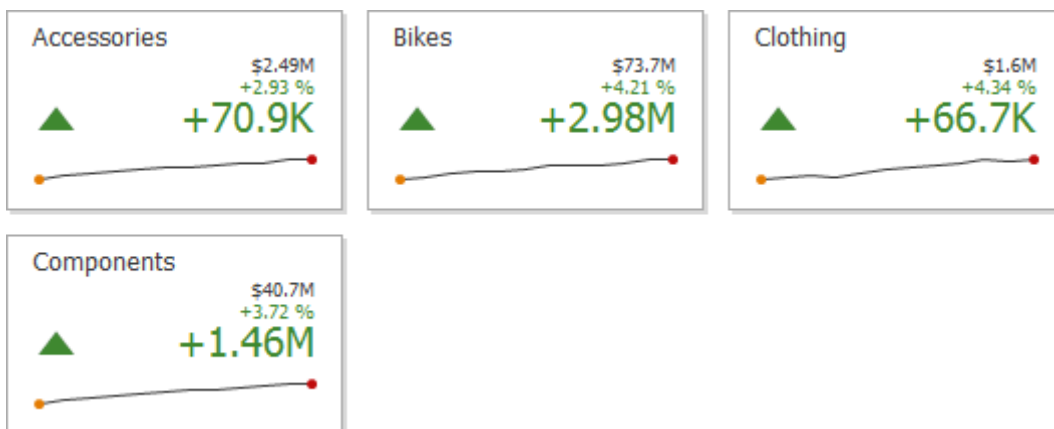 Accessories
$2.49M
+2.93 %
+70.9K
Bikes
$73.7M
+4.21 %
+2.98M
Clothing
$1.6M
+4.34 %
+66.7K
Components
$40.7M
+3.72 %
+1.46M